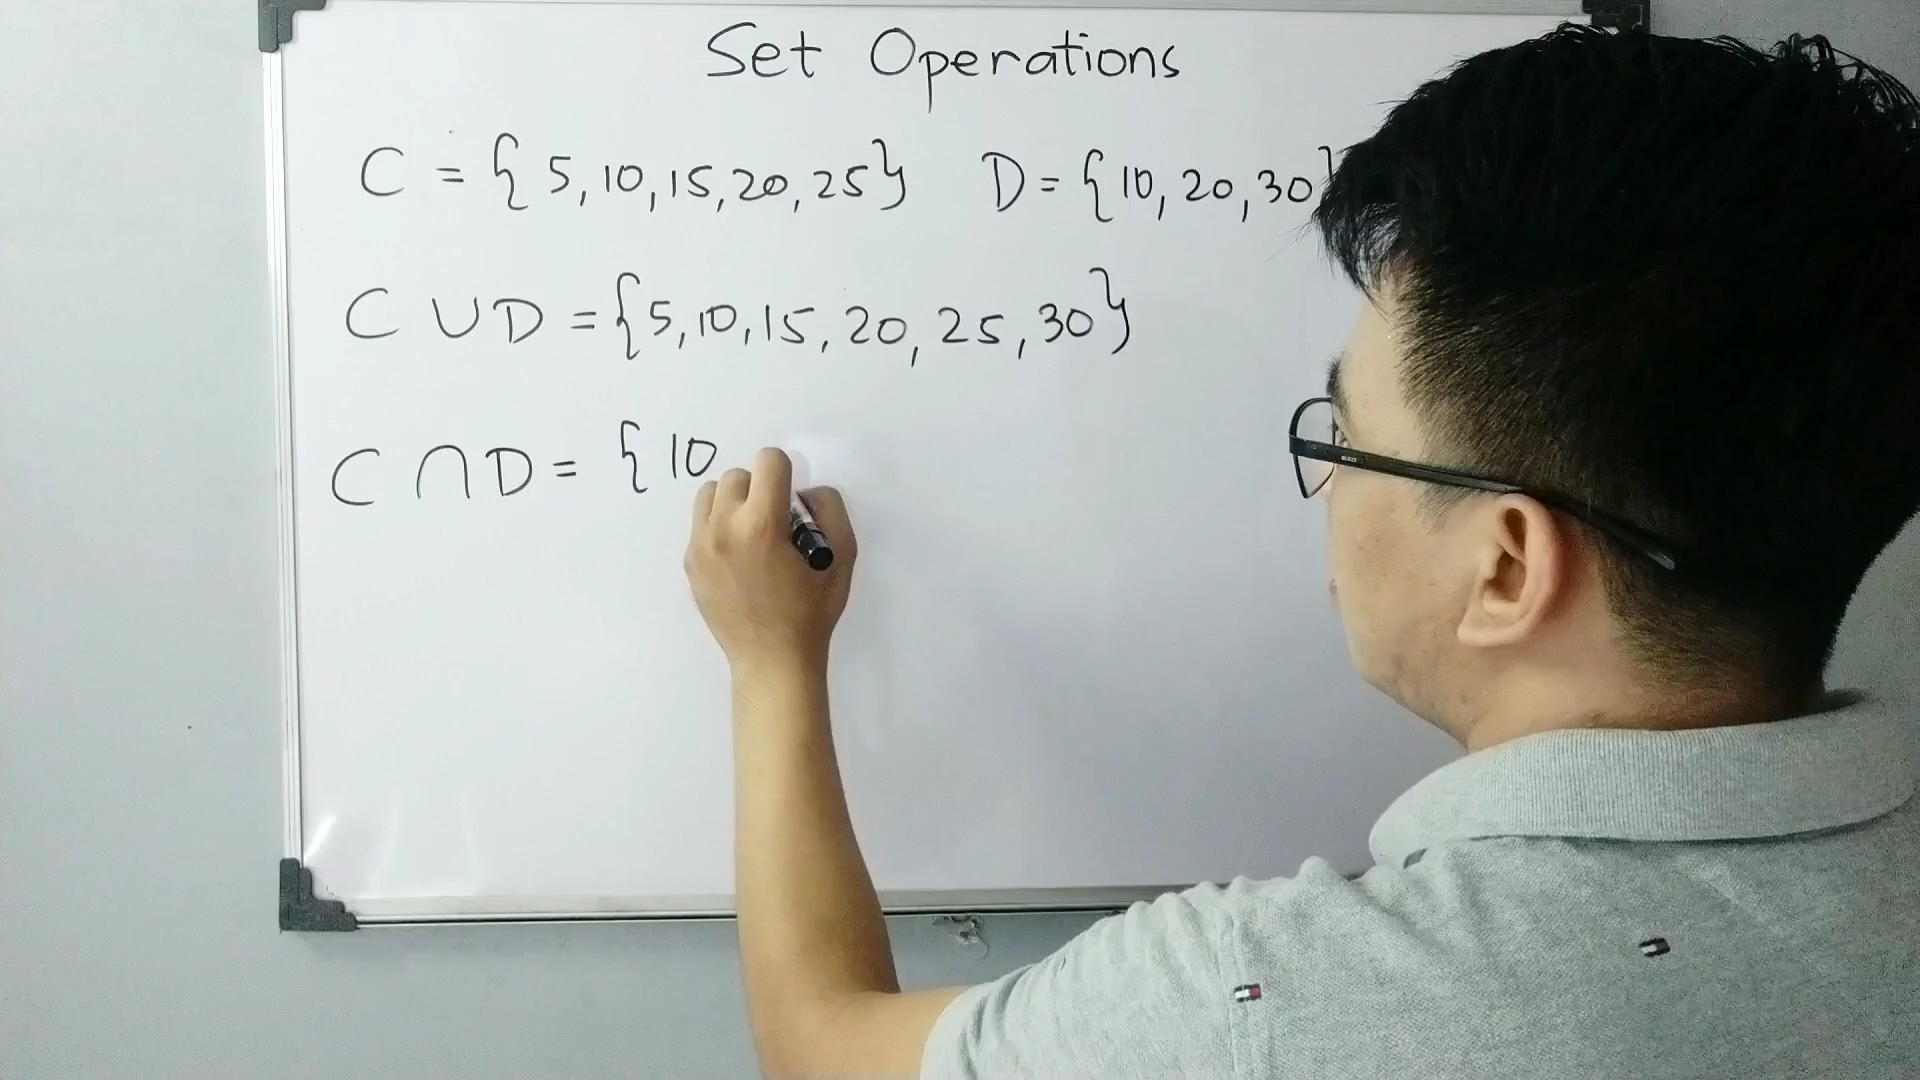 Set Operations
C = { 5, 10, 15, 20, 25 } D = { 10, 20, 30 }
C ∪ D = { 5, 10, 15, 20, 25, 30 }
C ∩ D = { 10